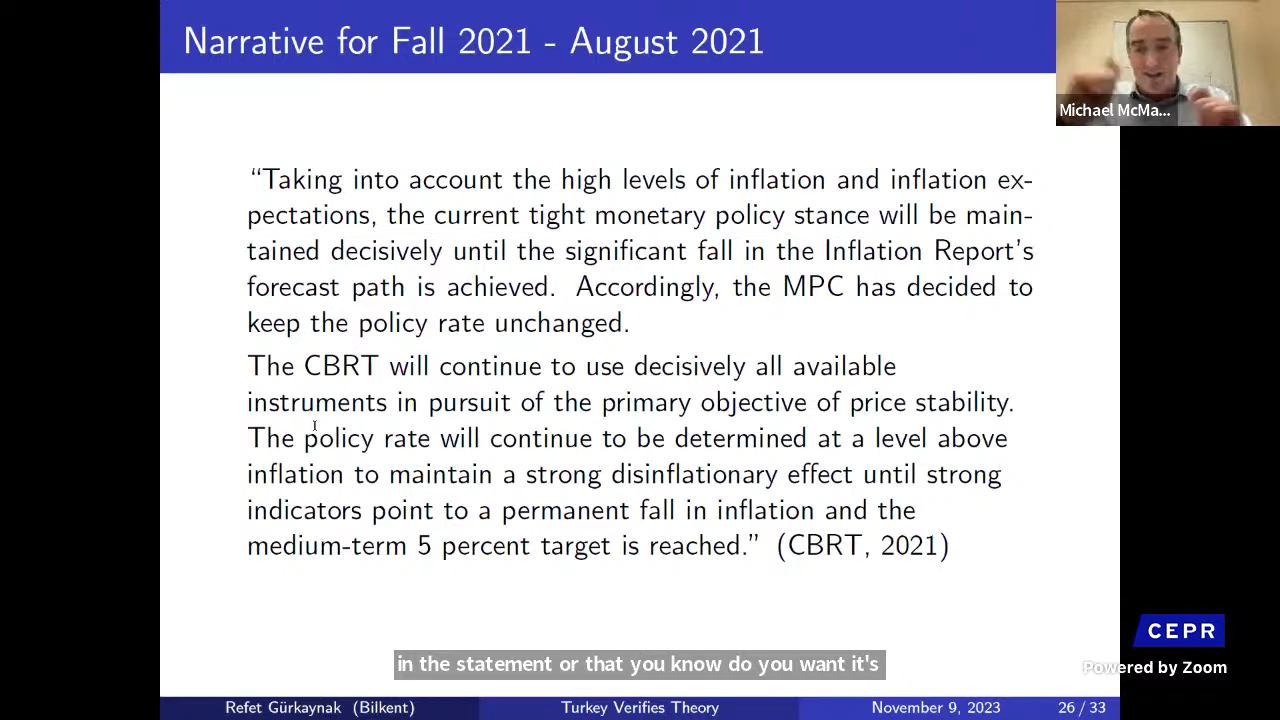 Narrative for Fall 2021 - August 2021
Michael McMa...
“Taking into account the high levels of inflation and inflation ex-
pectations, the current tight monetary policy stance will be main-
tained decisively until the significant fall in the Inflation Report's
forecast path is achieved. Accordingly, the MPC has decided to
keep the policy rate unchanged.
The CBRT will continue to use decisively all available
instruments in pursuit of the primary objective of price stability.
The policy rate will continue to be determined at a level above
inflation to maintain a strong disinflationary effect until strong
indicators point to a permanent fall in inflation and the
medium-term 5 percent target is reached.” (CBRT, 2021)
CEPR
in the statement or that you know do you want it's
Powered by Zoom
Refet Gürkaynak (Bilkent) Turkey Verifies Theory November 9, 2023 26 / 33